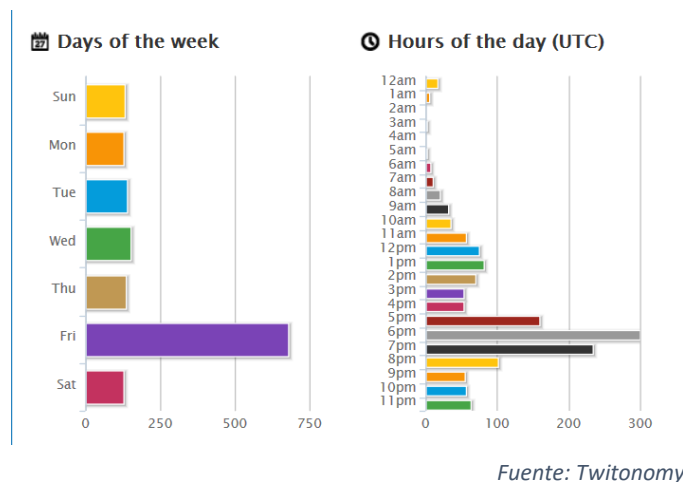 27 Days of the week
Sun
Mon
Tue
Wed
Thu
Fri
Sat
0 250 500 750
Hours of the day (UTC)
12am
1am
2am
3am
4am
5am
6am
7am
8am
9am
10am
11am
12pm
1pm
2pm
3pm
4pm
5pm
6pm
7pm
8pm
9pm
10pm
11pm
0 100 200 300
Fuente: Twitonomy